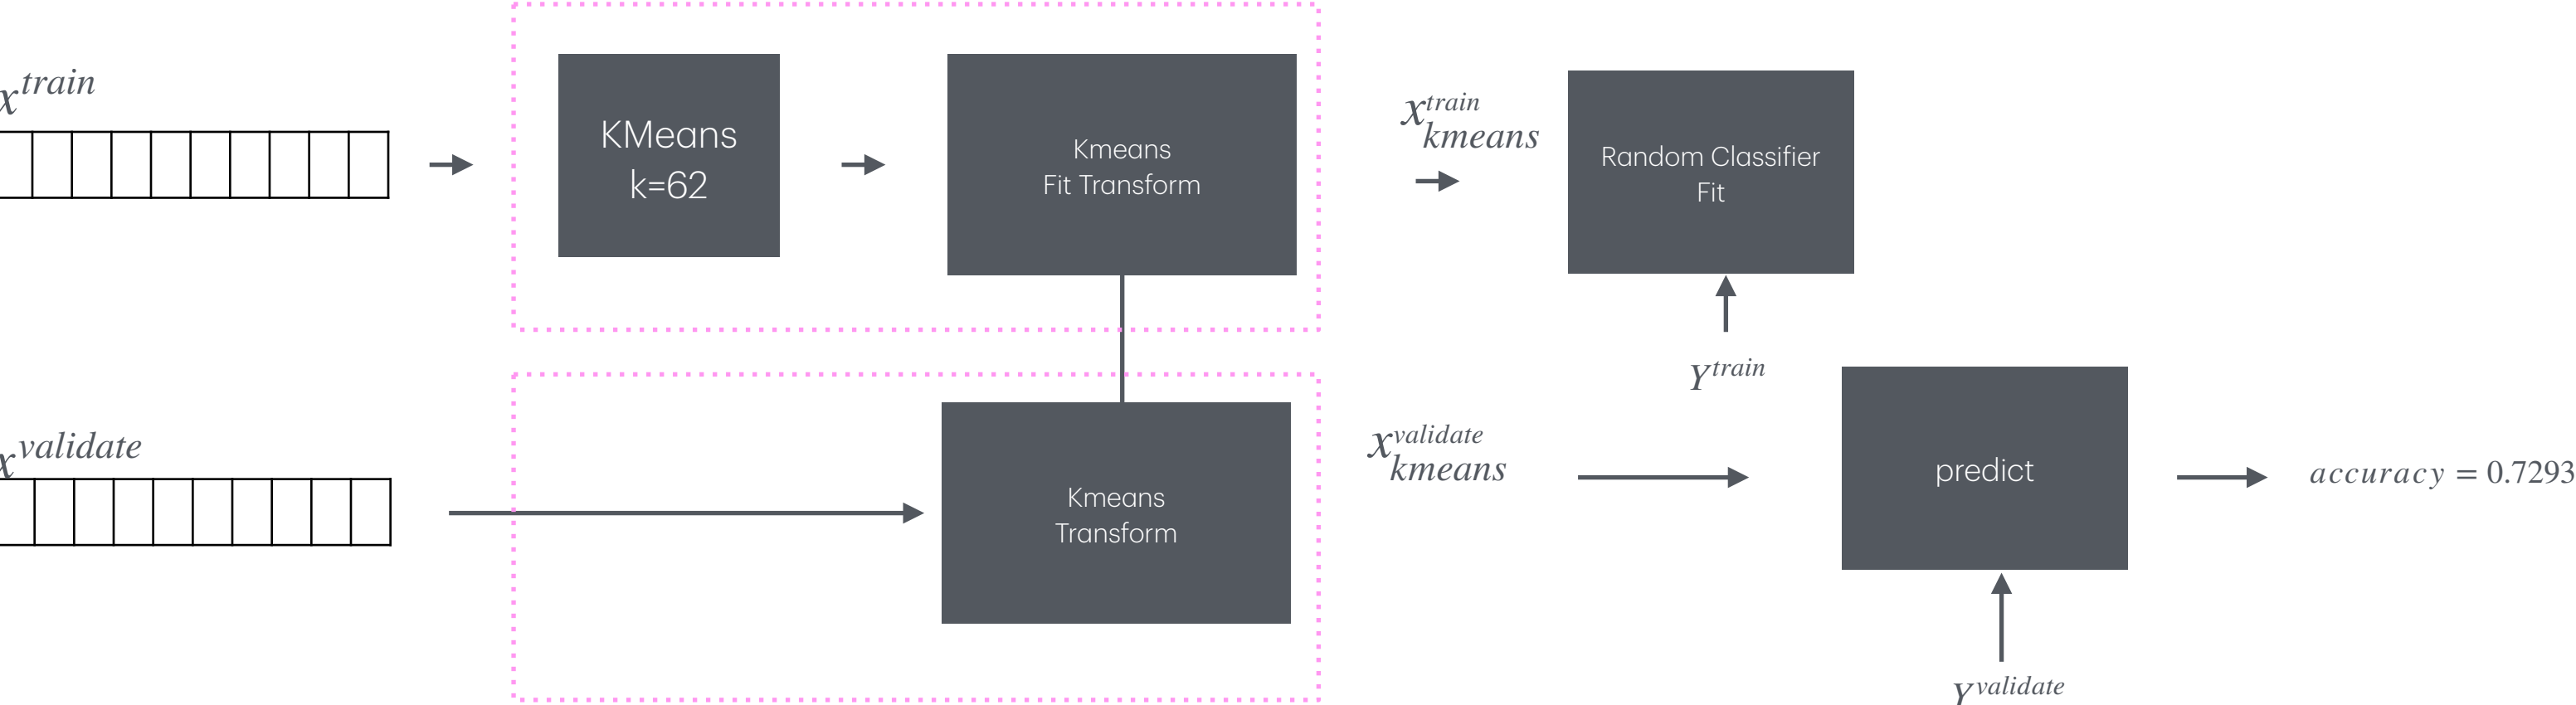 x^train
KMeans
k=62
Kmeans
Fit Transform
x^train_kmeans
Random Classifier
Fit
Y^train
x^validate
Kmeans
Transform
x^validate_kmeans
predict
accuracy = 0.7293
Y^validate